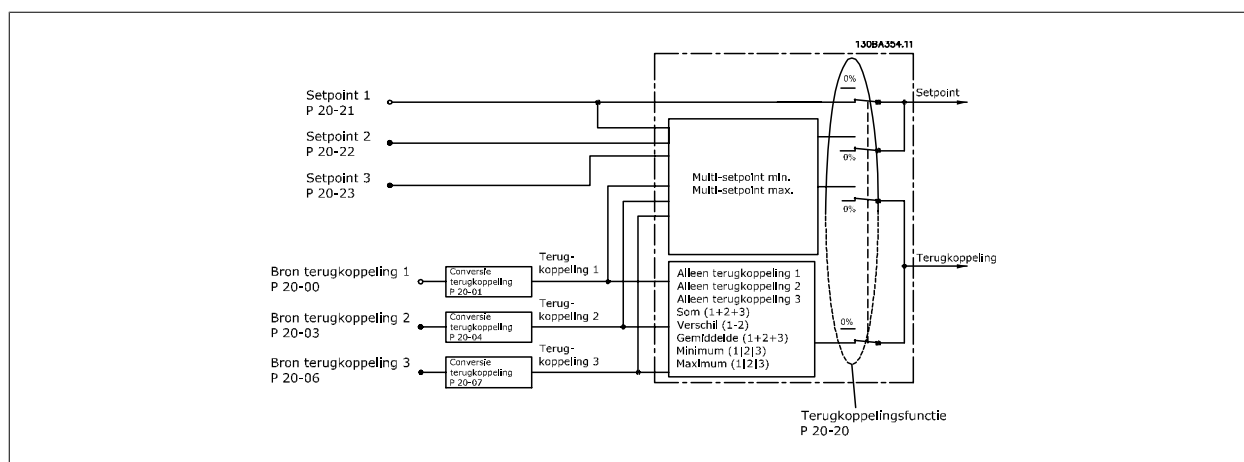 130BA354.11
0%
Setpoint 1
P 20-21
Setpoint
Setpoint 2
P 20-22
0%
Setpoint 3
P 20-23
Multi-setpoint min.
Multi-setpoint max.
0%
Terugkoppeling
Bron terugkoppeling 1
P 20-00
Conversie
terugkoppeling
P 20-01
Terug-
koppeling 1
Bron terugkoppeling 2
P 20-03
Conversie
terugkoppeling
P 20-04
Terug-
koppeling 2
Bron terugkoppeling 3
P 20-06
Conversie
terugkoppeling
P 20-07
Terug-
koppeling 3
Alleen terugkoppeling 1
Alleen terugkoppeling 2
Alleen terugkoppeling 3
Som (1+2+3)
Verschil (1-2)
Gemiddelde (1+2+3)
Minimum (1|2|3)
Maximum (1|2|3)
0%
Terugkoppelingsfunctie
P 20-20